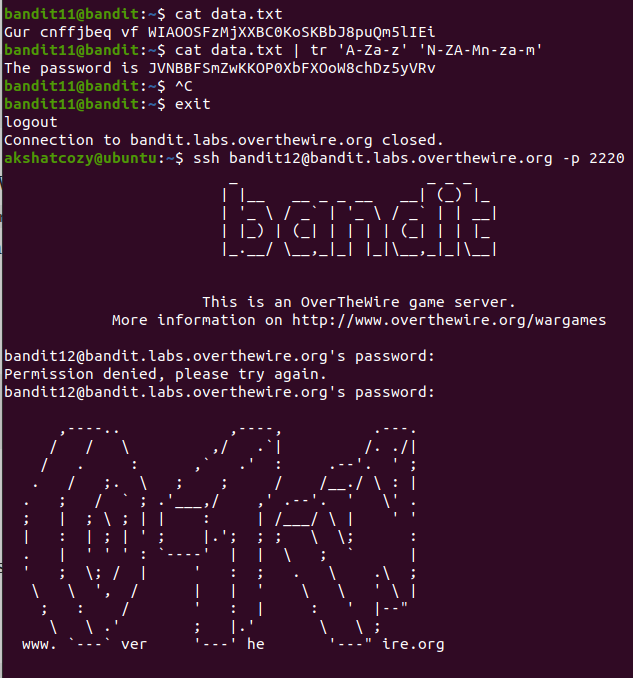 bandit11@bandit:~$ cat data.txt
Gur cnffjbeq vf WIAOOSFzMjXXBC0KoSKBbJ8puQm5lIEi
bandit11@bandit:~$ cat data.txt | tr 'A-Za-z' 'N-ZA-Mn-za-m'
The password is JVNBBFSmZwKKOP0XbFXOoW8chDz5yVRv
bandit11@bandit:~$ ^C
bandit11@bandit:~$ exit
logout
Connection to bandit.labs.overthewire.org closed.
akshatcozy@ubuntu:~$ ssh bandit12@bandit.labs.overthewire.org -p 2220
bandit
This is an OverTheWire game server.
More information on http://www.overthewire.org/wargames
bandit12@bandit.labs.overthewire.org's password:
Permission denied, please try again.
bandit12@bandit.labs.overthewire.org's password:
www. `---` ver '---' he '---" ire.org